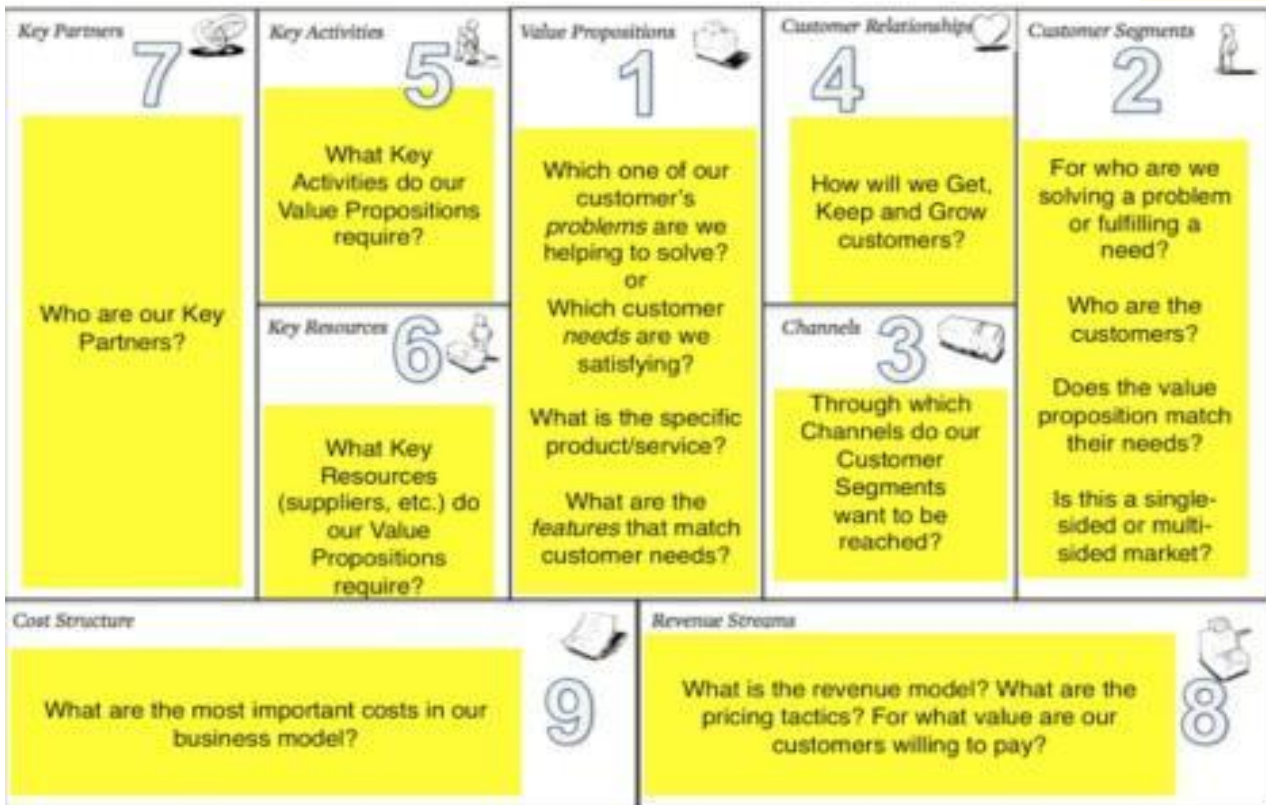 Key Partners
7
Who are our Key
Partners?
Key Activities
5
What Key
Activities do our
Value Propositions
require?
Key Resources
6
What Key
Resources
(suppliers, etc.) do
our Value
Propositions
require?
Value Propositions
1
Which one of our
customer's
problems are we
helping to solve?
or
Which customer
needs are we
satisfying?
What is the specific
product/service?
What are the
features that match
customer needs?
Customer Relationships
4
How will we Get,
Keep and Grow
customers?
Channels
3
Through which
Channels do our
Customer
Segments
want to be
reached?
Customer Segments
2
For who are we
solving a problem
or fulfilling a
need?
Who are the
customers?
Does the value
proposition match
their needs?
Is this a single-
sided or multi-
sided market?
Cost Structure
9
What are the most important costs in our
business model?
Revenue Streams
8
What is the revenue model? What are the
pricing tactics? For what value are our
customers willing to pay?